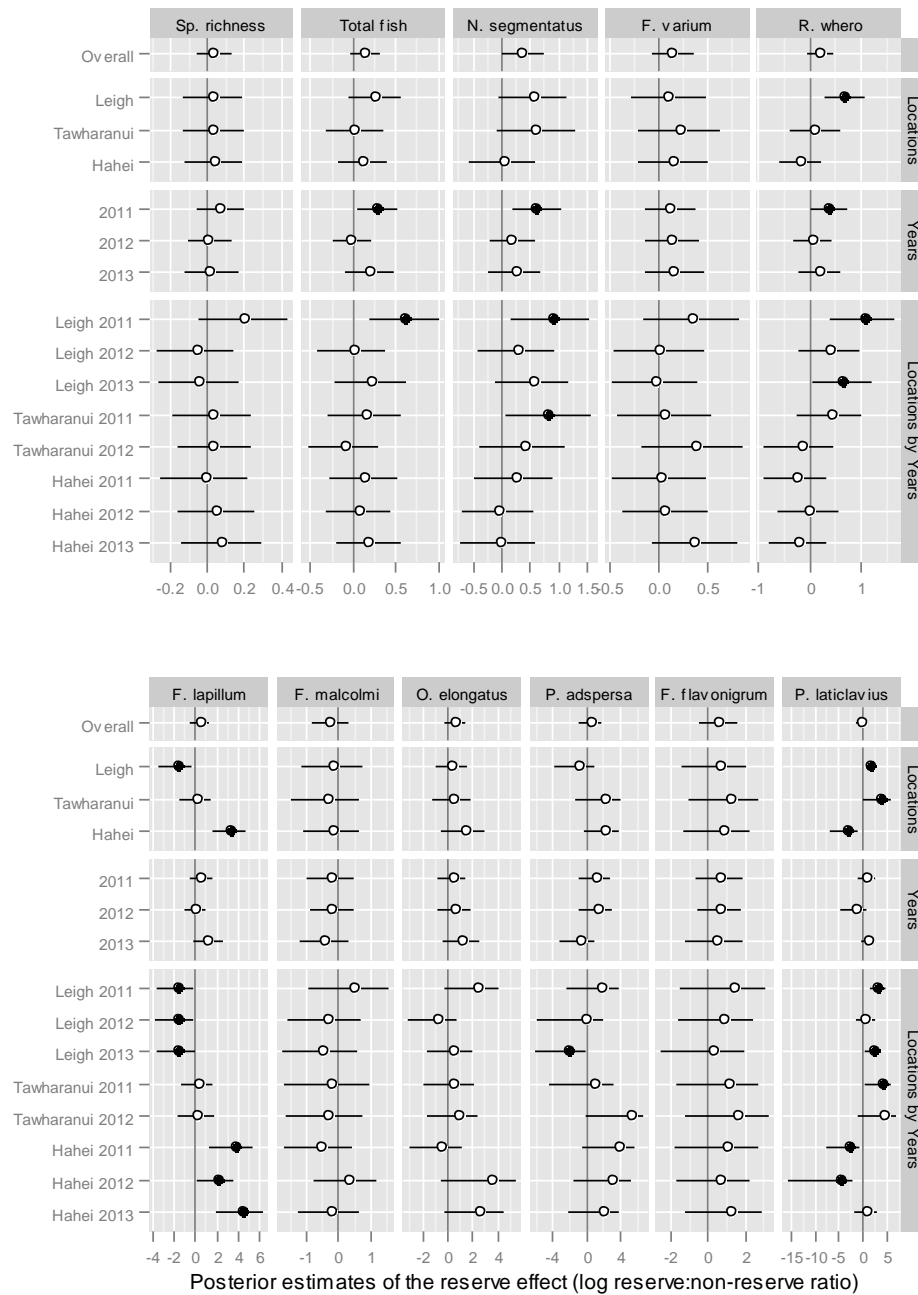 Sp. richness Total fish N. segmentatus F. varium R. whero
Overall
Leigh
Tawharanui
Hahei
Locations
2011
2012
2013
Years
Leigh 2011
Leigh 2012
Leigh 2013
Tawharanui 2011
Tawharanui 2012
Hahei 2011
Hahei 2012
Hahei 2013
Locations by Years
-0.2 0.0 0.2 0.4 -0.5 0.0 0.5 1.0 -0.5 0.0 0.5 1.0 1.5 -0.5 0.0 0.5 -1 0 1
F. lapillum F. malcolmi O. elongatus P. adspersa F. flavonigrum P. laticlavius
Overall
Leigh
Tawharanui
Hahei
Locations
2011
2012
2013
Years
Leigh 2011
Leigh 2012
Leigh 2013
Tawharanui 2011
Tawharanui 2012
Hahei 2011
Hahei 2012
Hahei 2013
Locations by Years
-4 -2 0 2 4 6 -1 0 1 -2 0 2 4 -4 0 4 -2 0 2 -15 -10 -5 0 5
Posterior estimates of the reserve effect (log reserve:non-reserve ratio)